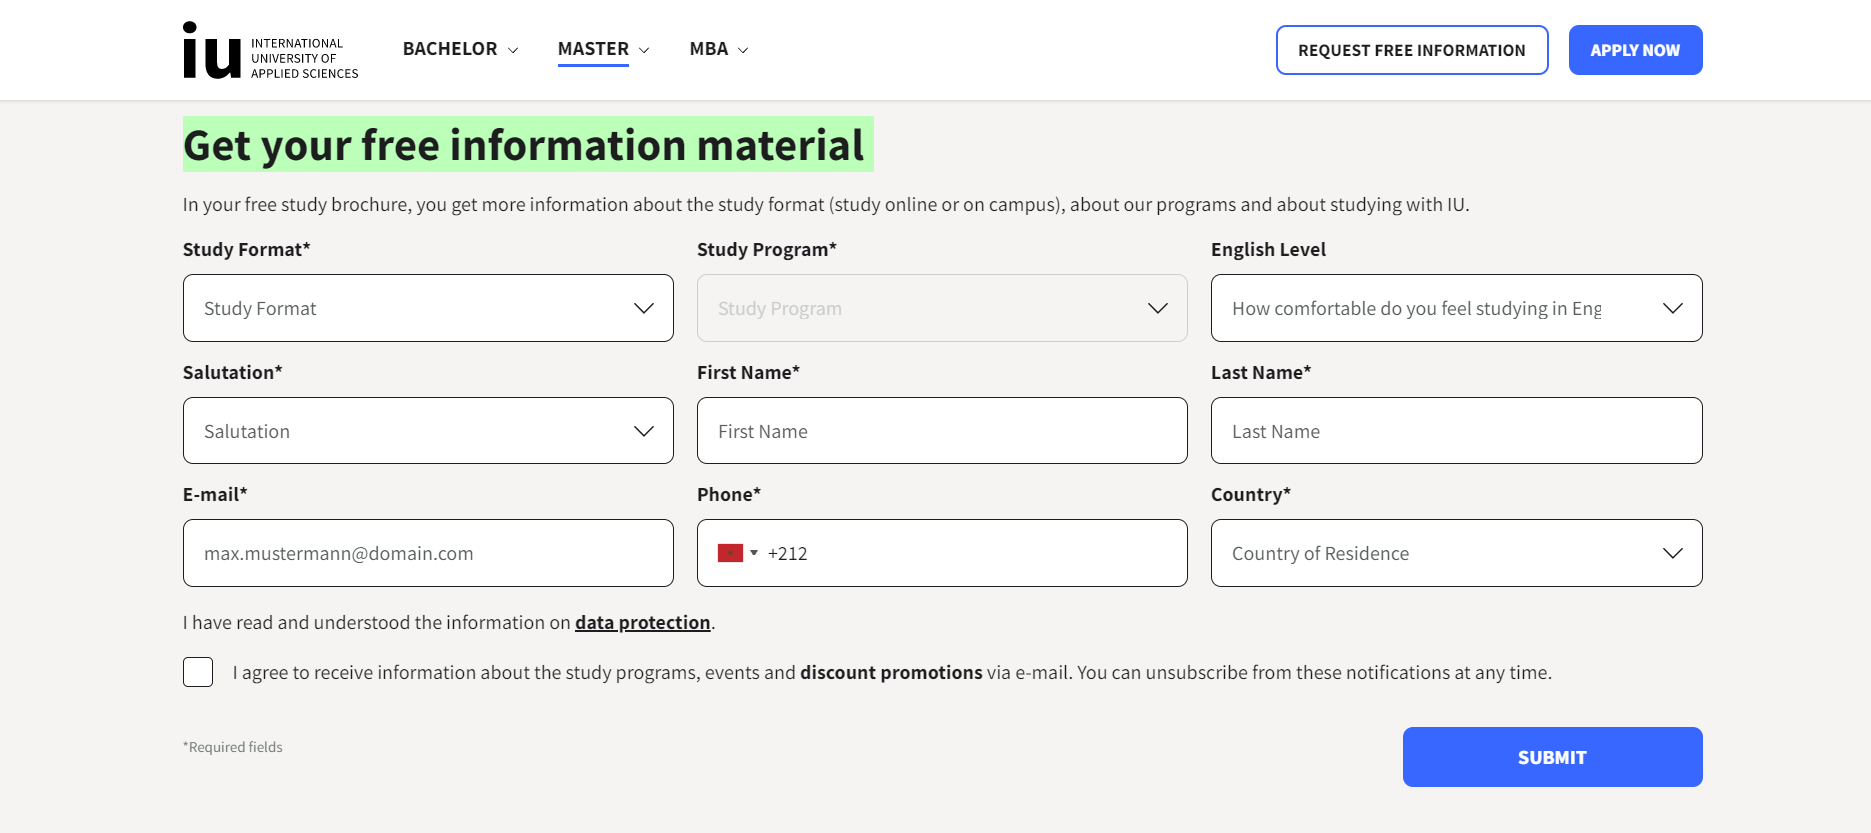 iu INTERNATIONAL
UNIVERSITY OF
APPLIED SCIENCES
BACHELOR
MASTER
MBA
REQUEST FREE INFORMATION
APPLY NOW
Get your free information material
In your free study brochure, you get more information about the study format (study online or on campus), about our programs and about studying with IU.
Study Format*
Study Program*
English Level
Study Format
Study Program
How comfortable do you feel studying in Eng
Salutation*
First Name*
Last Name*
Salutation
First Name
Last Name
E-mail*
Phone*
Country*
max.mustermann@domain.com
+212
Country of Residence
I have read and understood the information on data protection.
I agree to receive information about the study programs, events and discount promotions via e-mail. You can unsubscribe from these notifications at any time.
*Required fields
SUBMIT